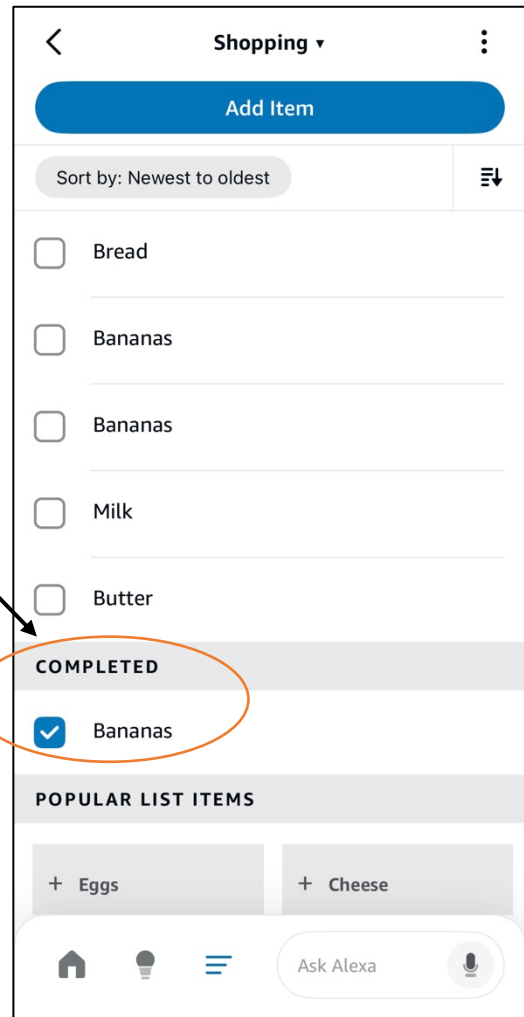 Shopping ▾
Add Item
Sort by: Newest to oldest
Bread
Bananas
Bananas
Milk
Butter
COMPLETED
Bananas
POPULAR LIST ITEMS
+ Eggs + Cheese
Ask Alexa